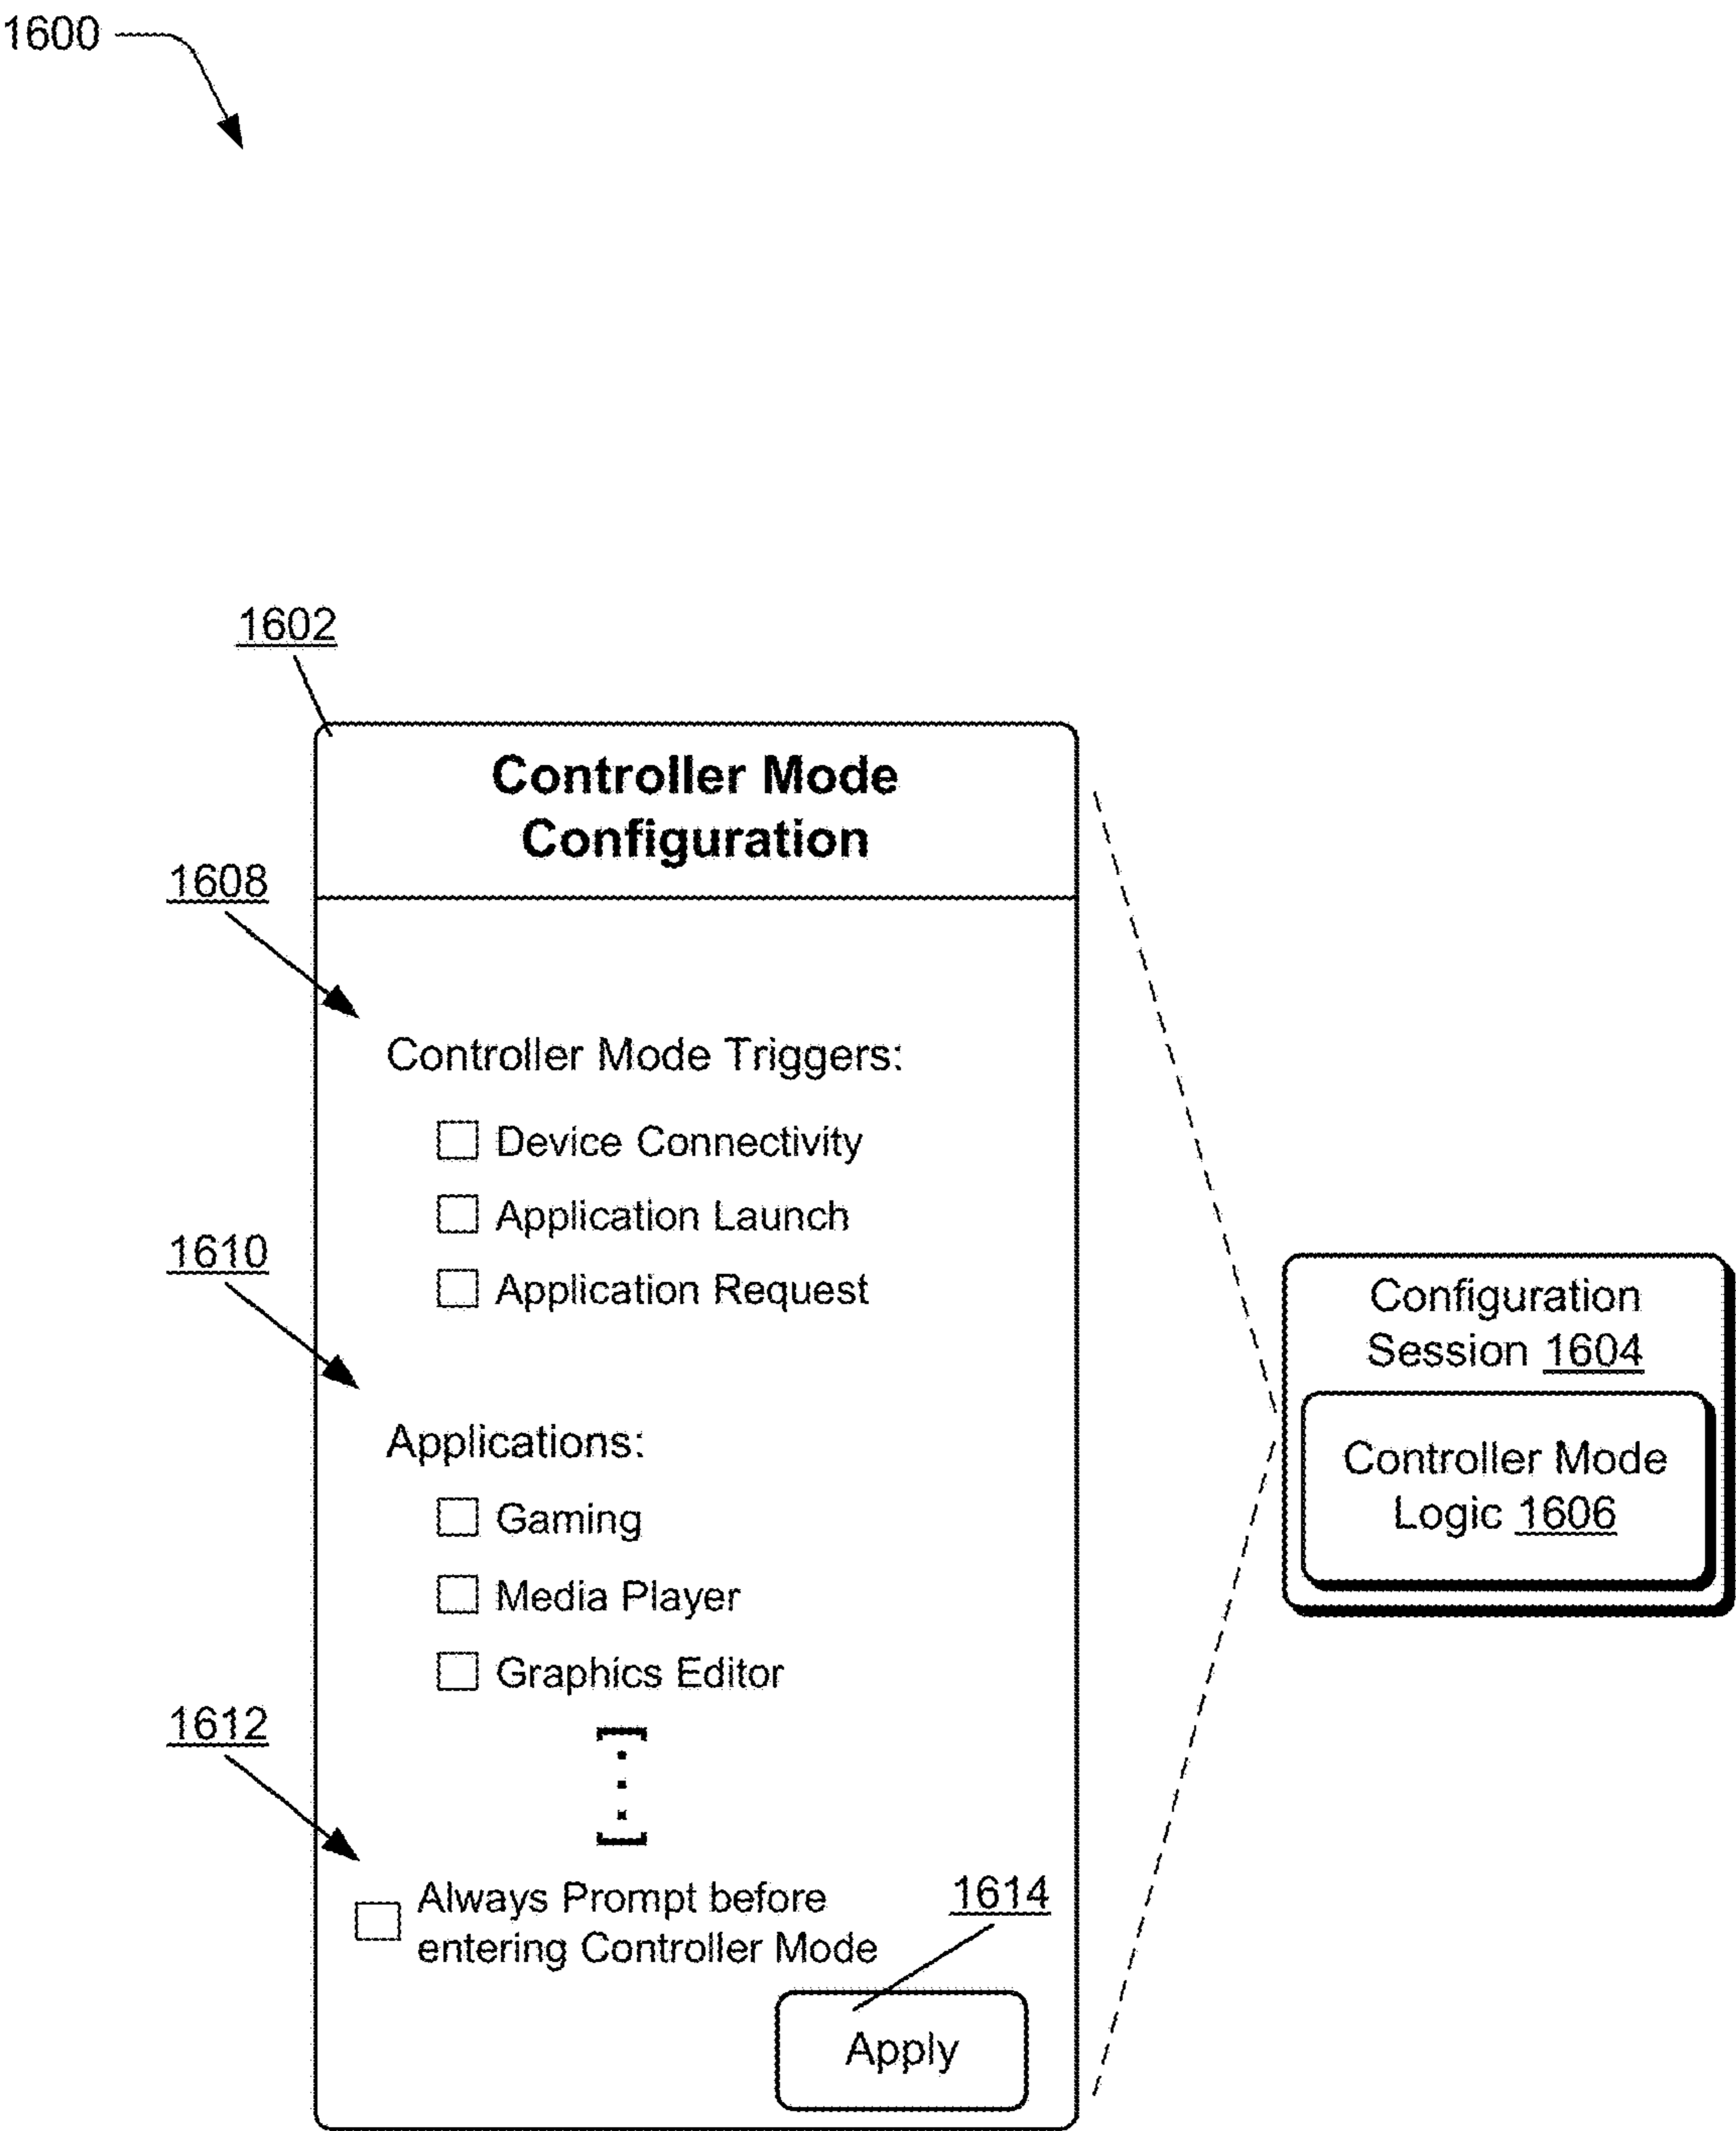 1600
1602
Controller Mode
Configuration
1608
Controller Mode Triggers:
Device Connectivity
Application Launch
Application Request
1610
Applications:
Gaming
Media Player
Graphics Editor
1612
Always Prompt before
entering Controller Mode
1614
Apply
Configuration
Session 1604
Controller Mode
Logic 1606